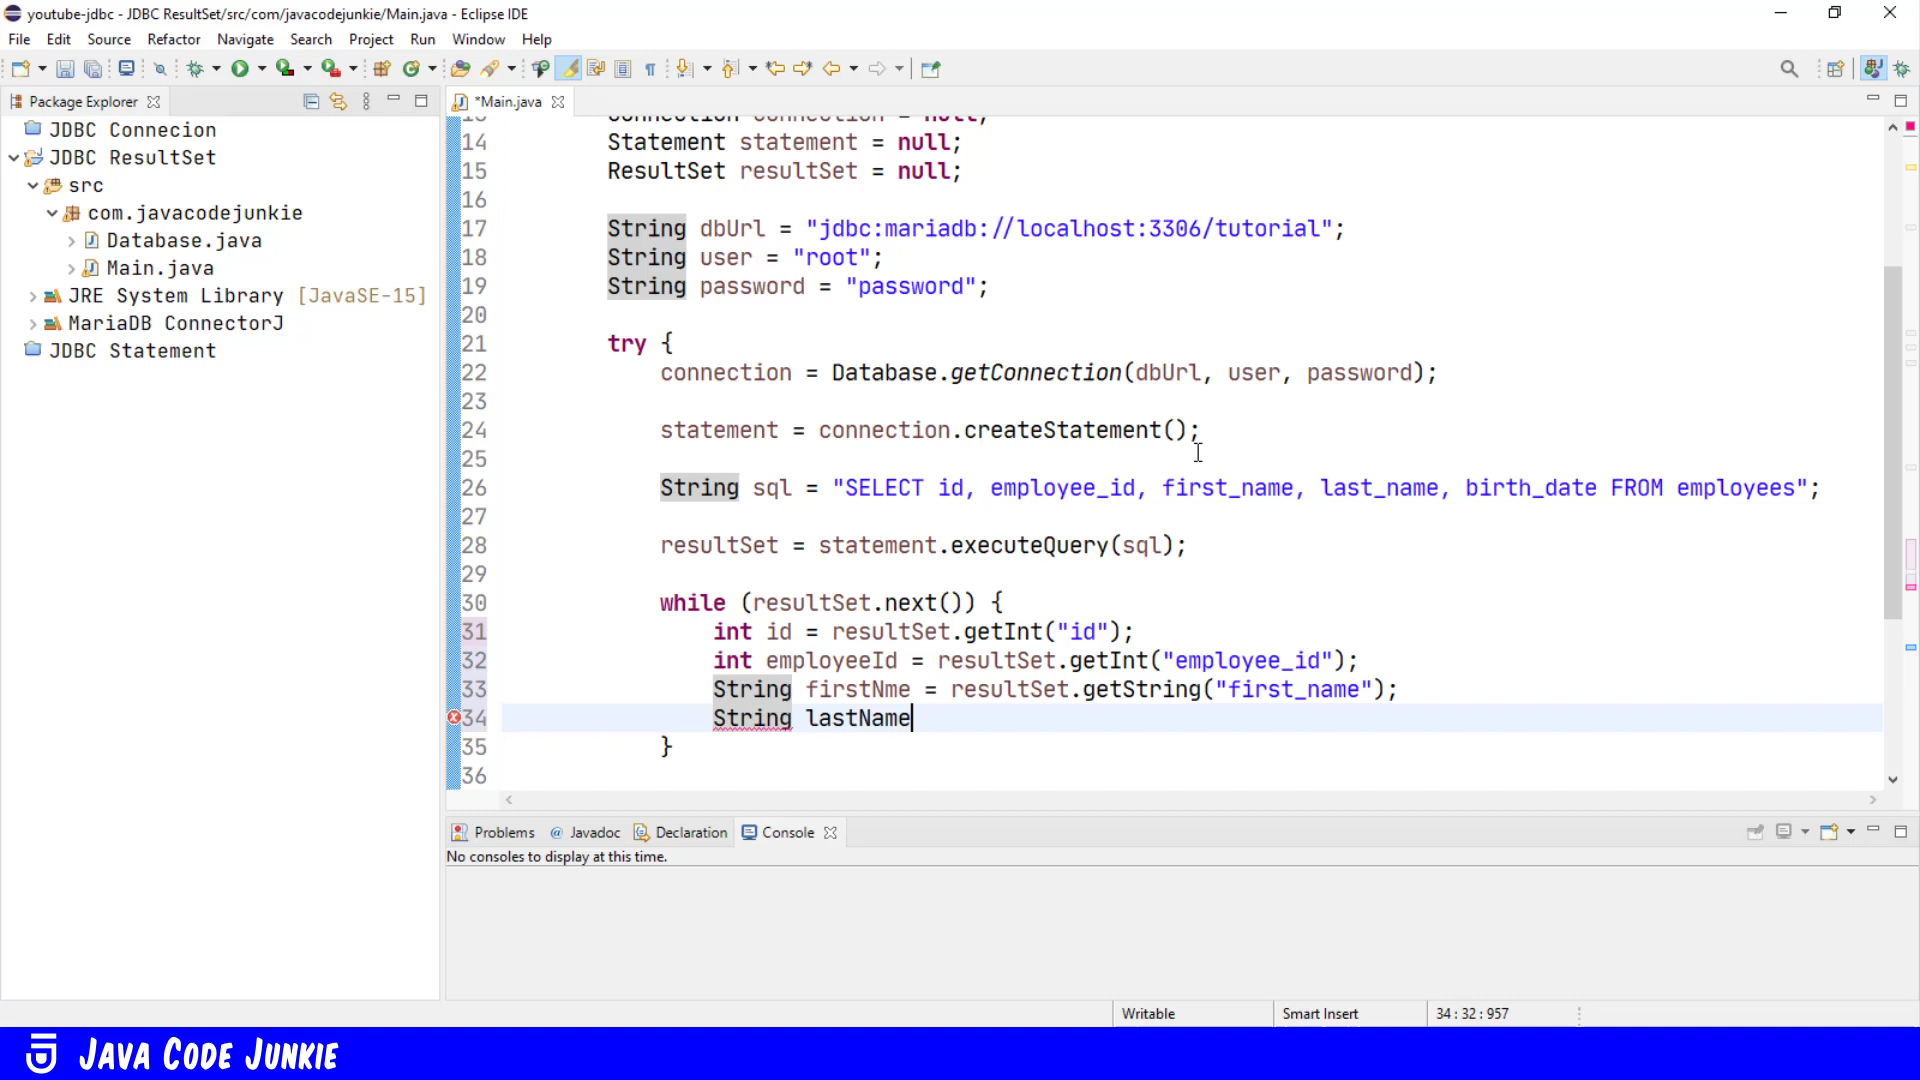 youtube-jdbc - JDBC ResultSet/src/com/javacodejunkie/Main.java - Eclipse IDE
File Edit Source Refactor Navigate Search Project Run Window Help
Package Explorer
JDBC Connecion
JDBC ResultSet
src
com.javacodejunkie
Database.java
Main.java
JRE System Library [JavaSE-15]
MariaDB ConnectorJ
JDBC Statement
*Main.java
13 Connection connection = null;
14 Statement statement = null;
15 ResultSet resultSet = null;
16
17 String dbUrl = "jdbc:mariadb://localhost:3306/tutorial";
18 String user = "root";
19 String password = "password";
20
21 try {
22 connection = Database.getConnection(dbUrl, user, password);
23
24 statement = connection.createStatement();
25
26 String sql = "SELECT id, employee_id, first_name, last_name, birth_date FROM employees";
27
28 resultSet = statement.executeQuery(sql);
29
30 while (resultSet.next()) {
31 int id = resultSet.getInt("id");
32 int employeeId = resultSet.getInt("employee_id");
33 String firstNme = resultSet.getString("first_name");
34 String lastName
35 }
36
Problems @ Javadoc Declaration Console
No consoles to display at this time.
Writable Smart Insert 34 : 32 : 957
JAVA CODE JUNKIE